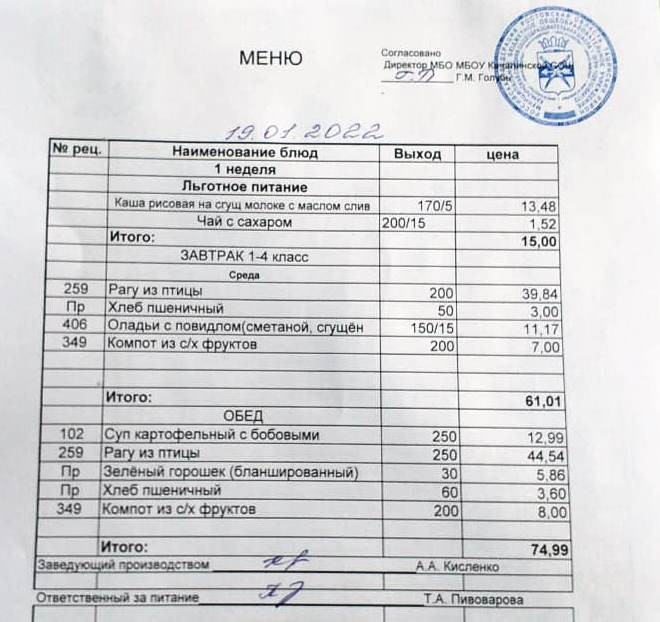 МЕНЮ
Согласовано
Директор МБО МБОУ Качалинской СОШ
Г.М. Голубы
19.01.2022
№ рец. Наименование блюд Выход цена
1 неделя
Льготное питание
Каша рисовая на сгущ молоке с маслом слив 170/5 13,48
Чай с сахаром 200/15 1,52
Итого: 15,00
ЗАВТРАК 1-4 класс
Среда
259 Рагу из птицы 200 39,84
Пр Хлеб пшеничный 50 3,00
406 Оладьи с повидлом(сметаной, сгущён 150/15 11,17
349 Компот из с/х фруктов 200 7,00
Итого: 61,01
ОБЕД
102 Суп картофельный с бобовыми 250 12,99
259 Рагу из птицы 250 44,54
Пр Зелёный горошек (бланшированный) 30 5,86
Пр Хлеб пшеничный 60 3,60
349 Компот из с/х фруктов 200 8,00
Итого: 74,99
Заведующий производством А.А. Кисленко
Ответственный за питание Т.А. Пивоварова